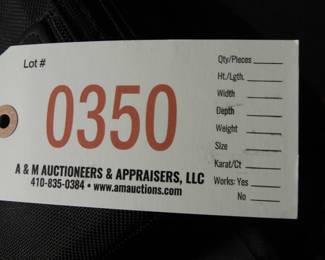 Lot #
0350
A & M AUCTIONEERS & APPRAISERS, LLC
410-835-0384 • www.amauctions.com
Qty/Pieces
Ht./Lgth.
Width
Depth
Weight
Size
Karat/Ct
Works: Yes
No